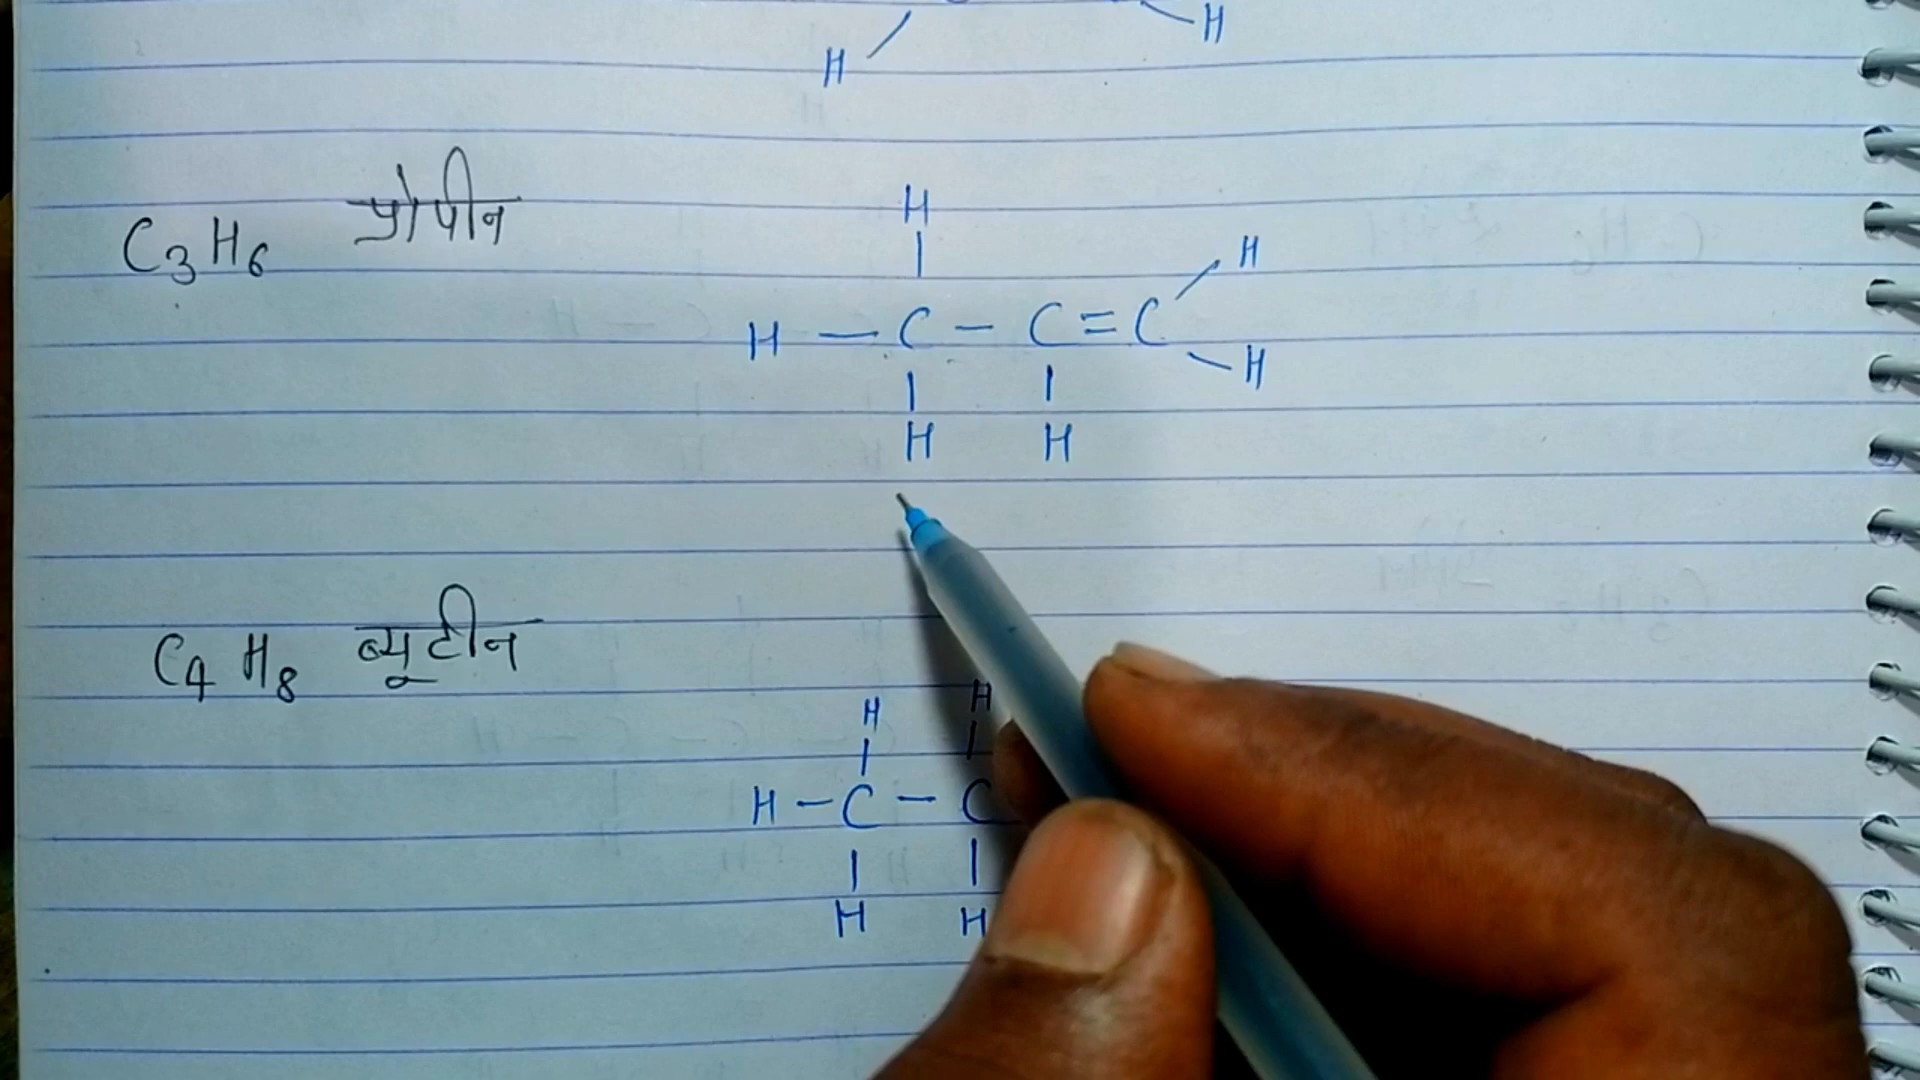 H
H
C3H6 प्रोपीन
H
H
H — C — C = C
H
H H
C4H8 ब्यूटीन
H H
H — C — C
H H